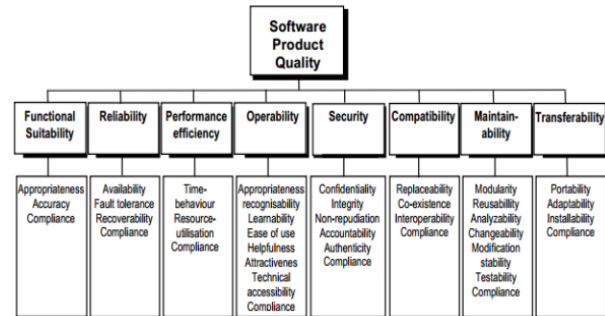 Software
Product
Quality
Functional
Suitability
Reliability
Performance
efficiency
Operability
Security
Compatibility
Maintain-
ability
Transferability
Appropriateness
Accuracy
Compliance
Availability
Fault tolerance
Recoverability
Compliance
Time-
behaviour
Resource-
utilisation
Compliance
Appropriateness
recognisability
Learnability
Ease of use
Helpfulness
Attractivenes
Technical
accessibility
Compliance
Confidentiality
Integrity
Non-repudiation
Accountability
Authenticity
Compliance
Replaceability
Co-existence
Interoperability
Compliance
Modularity
Reusabillity
Analyzability
Changeability
Modification
stability
Testability
Compliance
Portability
Adaptability
Installability
Compliance